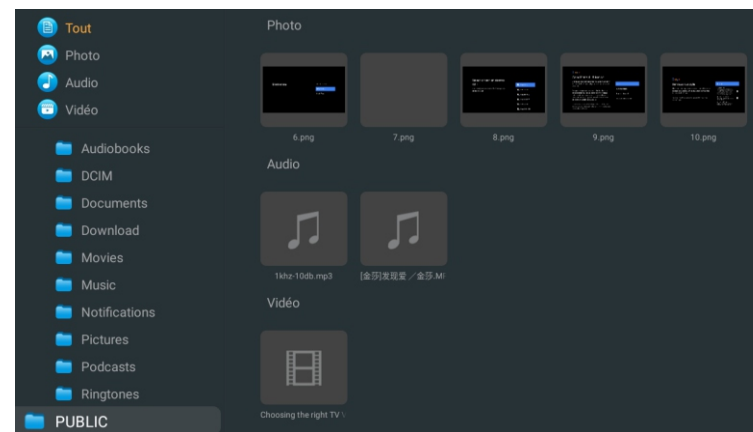 Tout
Photo
Audio
Vidéo
Audiobooks
DCIM
Documents
Download
Movies
Music
Notifications
Pictures
Podcasts
Ringtones
PUBLIC
Photo
6.png
7.png
8.png
9.png
10.png
Audio
1khz-10db.mp3
[金莎]发现爱／金莎.M
Vidéo
Choosing the right TV